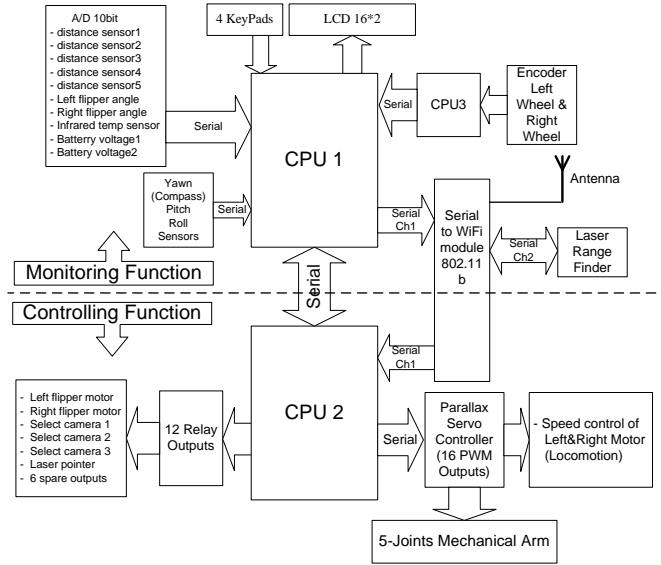 A/D 10bit
- distance sensor1
- distance sensor2
- distance sensor3
- distance sensor4
- distance sensor5
- Left flipper angle
- Right flipper angle
- Infrared temp sensor
- Batterry voltage1
- Battery voltage2
4 KeyPads
LCD 16*2
Serial
CPU 1
Serial
CPU3
Encoder
Left
Wheel &
Right
Wheel
Antenna
Yawn
(Compass)
Pitch
Roll
Sensors
Serial
Serial
Ch1
Serial
to WiFi
module
802.11
b
Serial
Ch2
Laser
Range
Finder
Monitoring Function
Serial
Controlling Function
Serial
Ch1
CPU 2
- Left flipper motor
- Right flipper motor
- Select camera 1
- Select camera 2
- Select camera 3
- Laser pointer
- 6 spare outputs
12 Relay
Outputs
Serial
Parallax
Servo
Controller
(16 PWM
Outputs)
- Speed control of
Left&Right Motor
(Locomotion)
5-Joints Mechanical Arm